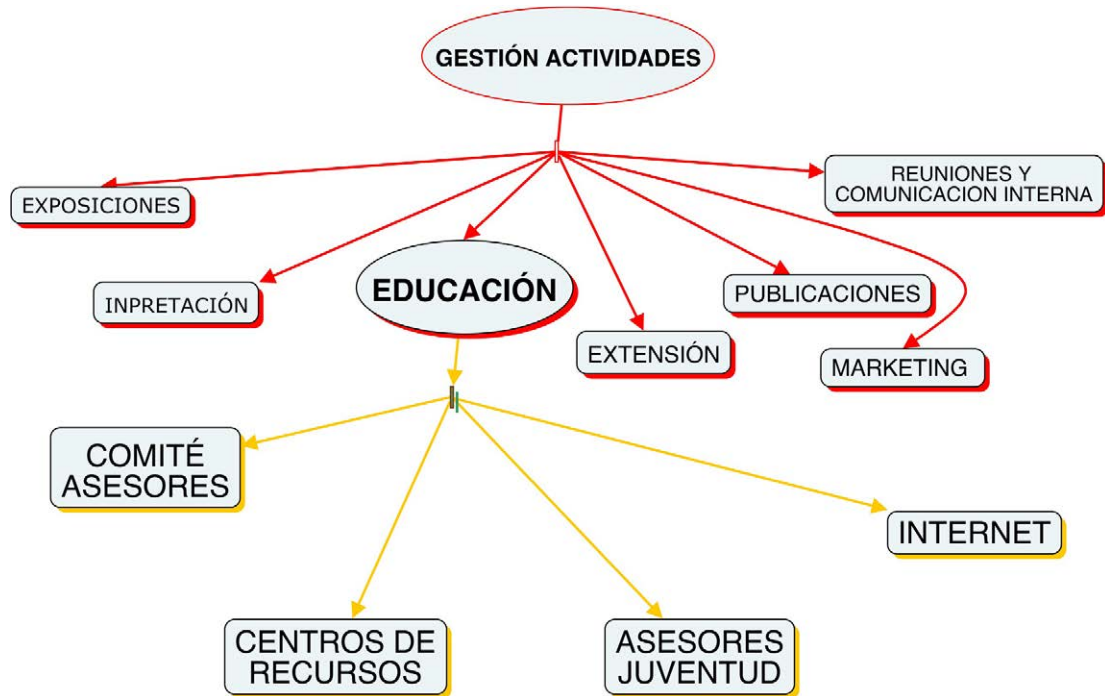 GESTIÓN ACTIVIDADES
REUNIONES Y
COMUNICACION INTERNA
EXPOSICIONES
INPRETACIÓN
EDUCACIÓN
PUBLICACIONES
EXTENSIÓN
MARKETING
COMITÉ
ASESORES
INTERNET
CENTROS DE
RECURSOS
ASESORES
JUVENTUD